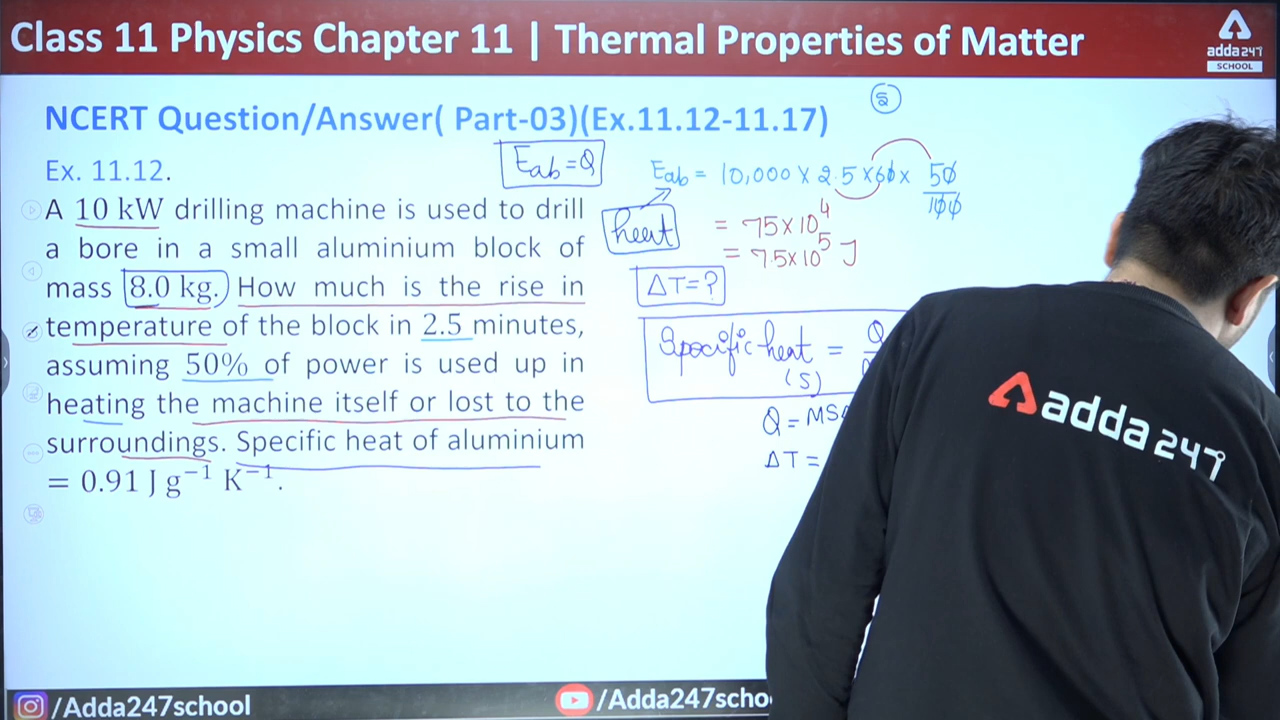 Class 11 Physics Chapter 11 | Thermal Properties of Matter
adda247
SCHOOL
NCERT Question/Answer( Part-03)(Ex.11.12-11.17)
Ex. 11.12.
A 10 kW drilling machine is used to drill
a bore in a small aluminium block of
mass 8.0 kg. How much is the rise in
temperature of the block in 2.5 minutes,
assuming 50% of power is used up in
heating the machine itself or lost to the
surroundings. Specific heat of aluminium
= 0.91 J g⁻¹ K⁻¹.
E_ab = Q
E_ab = 10,000 × 2.5 × 60 × 50/100
heat
= 75×10⁴
= 7.5×10⁵ J
ΔT=?
Specific heat = Q
(S)
Q = MS
ΔT =
adda247
/Adda247school
/Adda247schoo